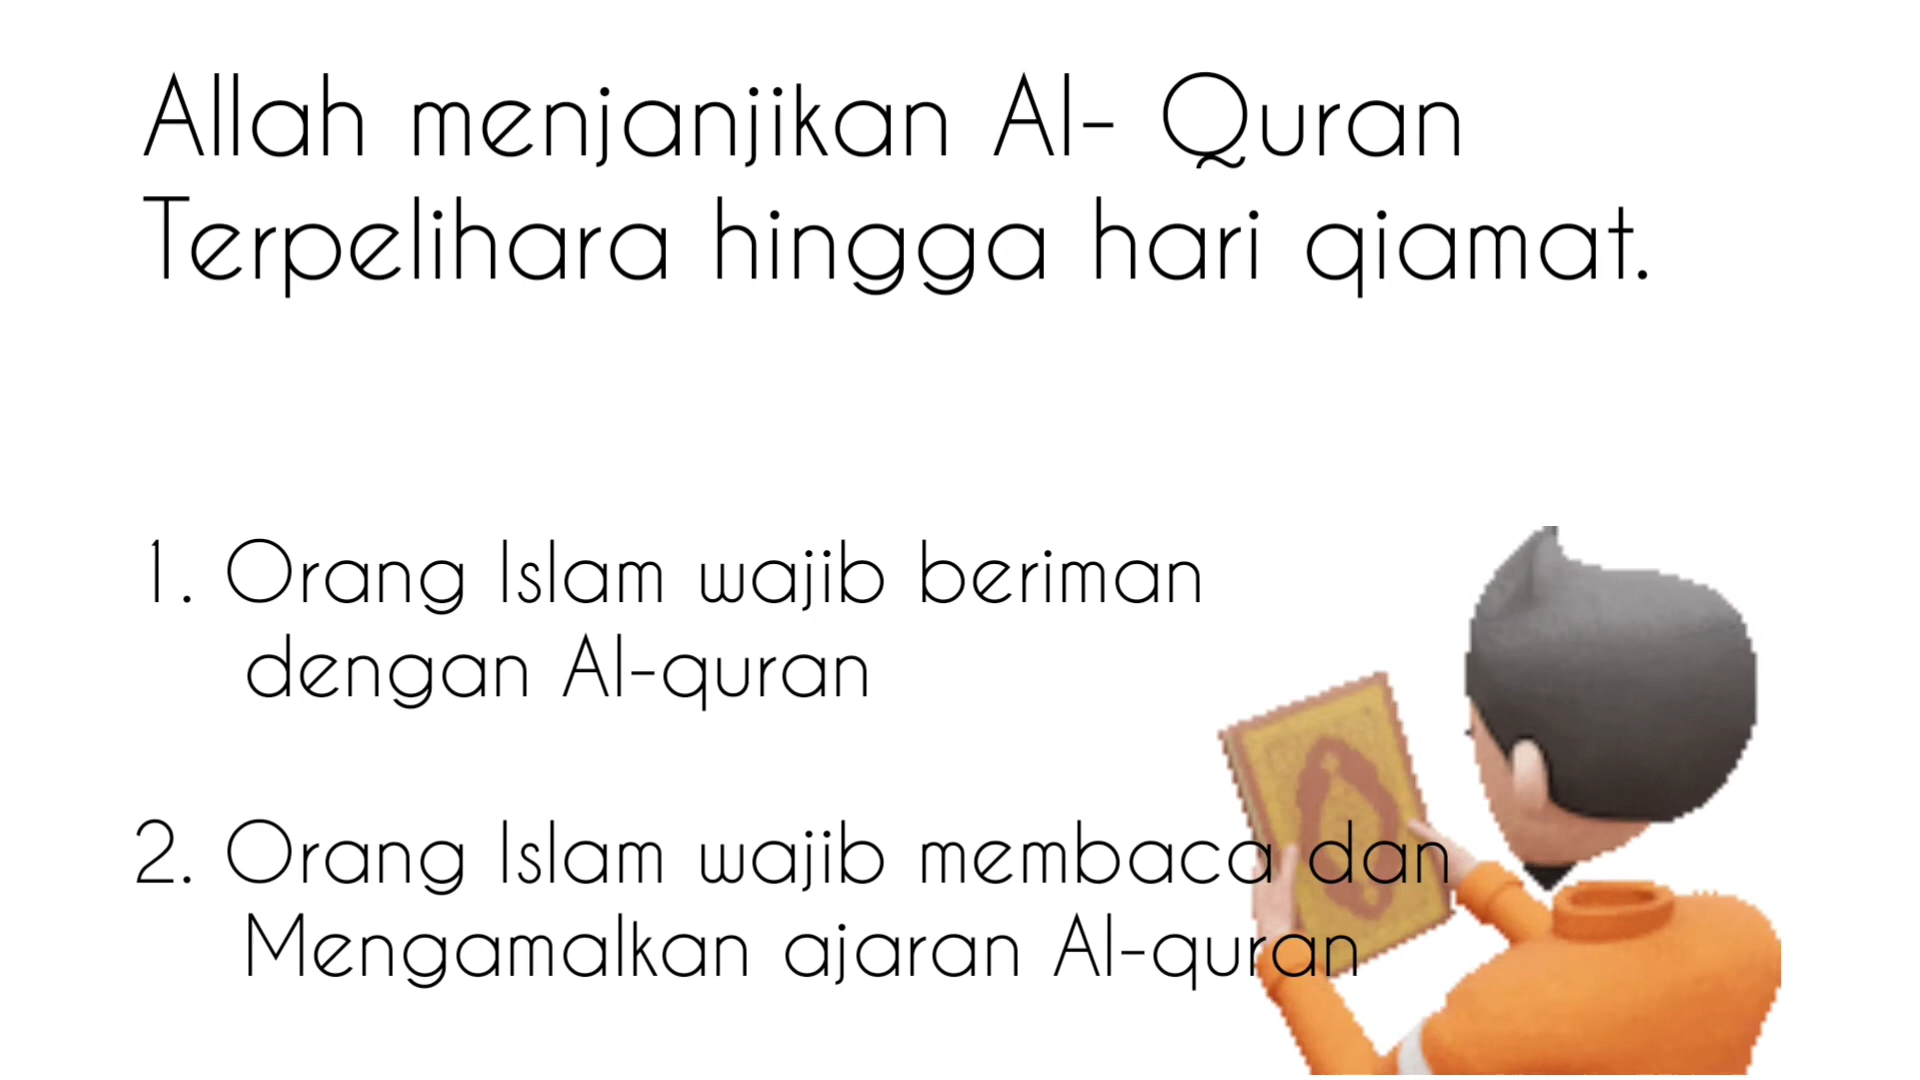 Allah menjanjikan Al- Quran
Terpelihara hingga hari qiamat.
1. Orang Islam wajib beriman
dengan Al-quran
2. Orang Islam wajib membaca dan
Mengamalkan ajaran Al-quran